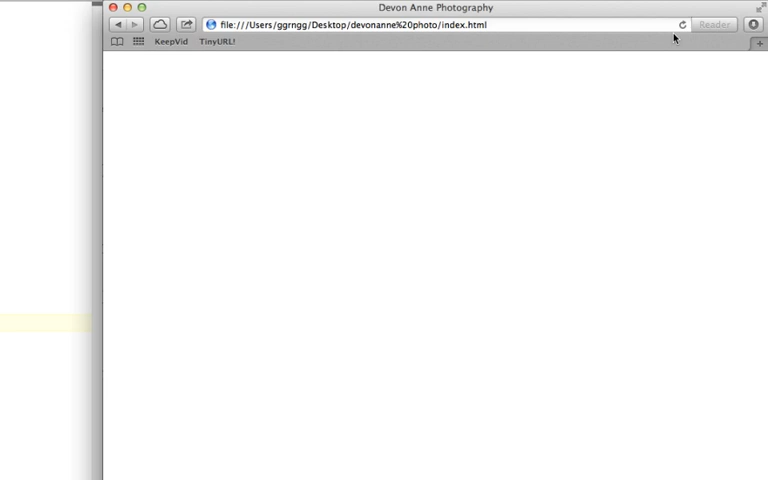 Devon Anne Photography
file:///Users/ggrngg/Desktop/devonanne%20photo/index.html
Reader
KeepVid TinyURL!